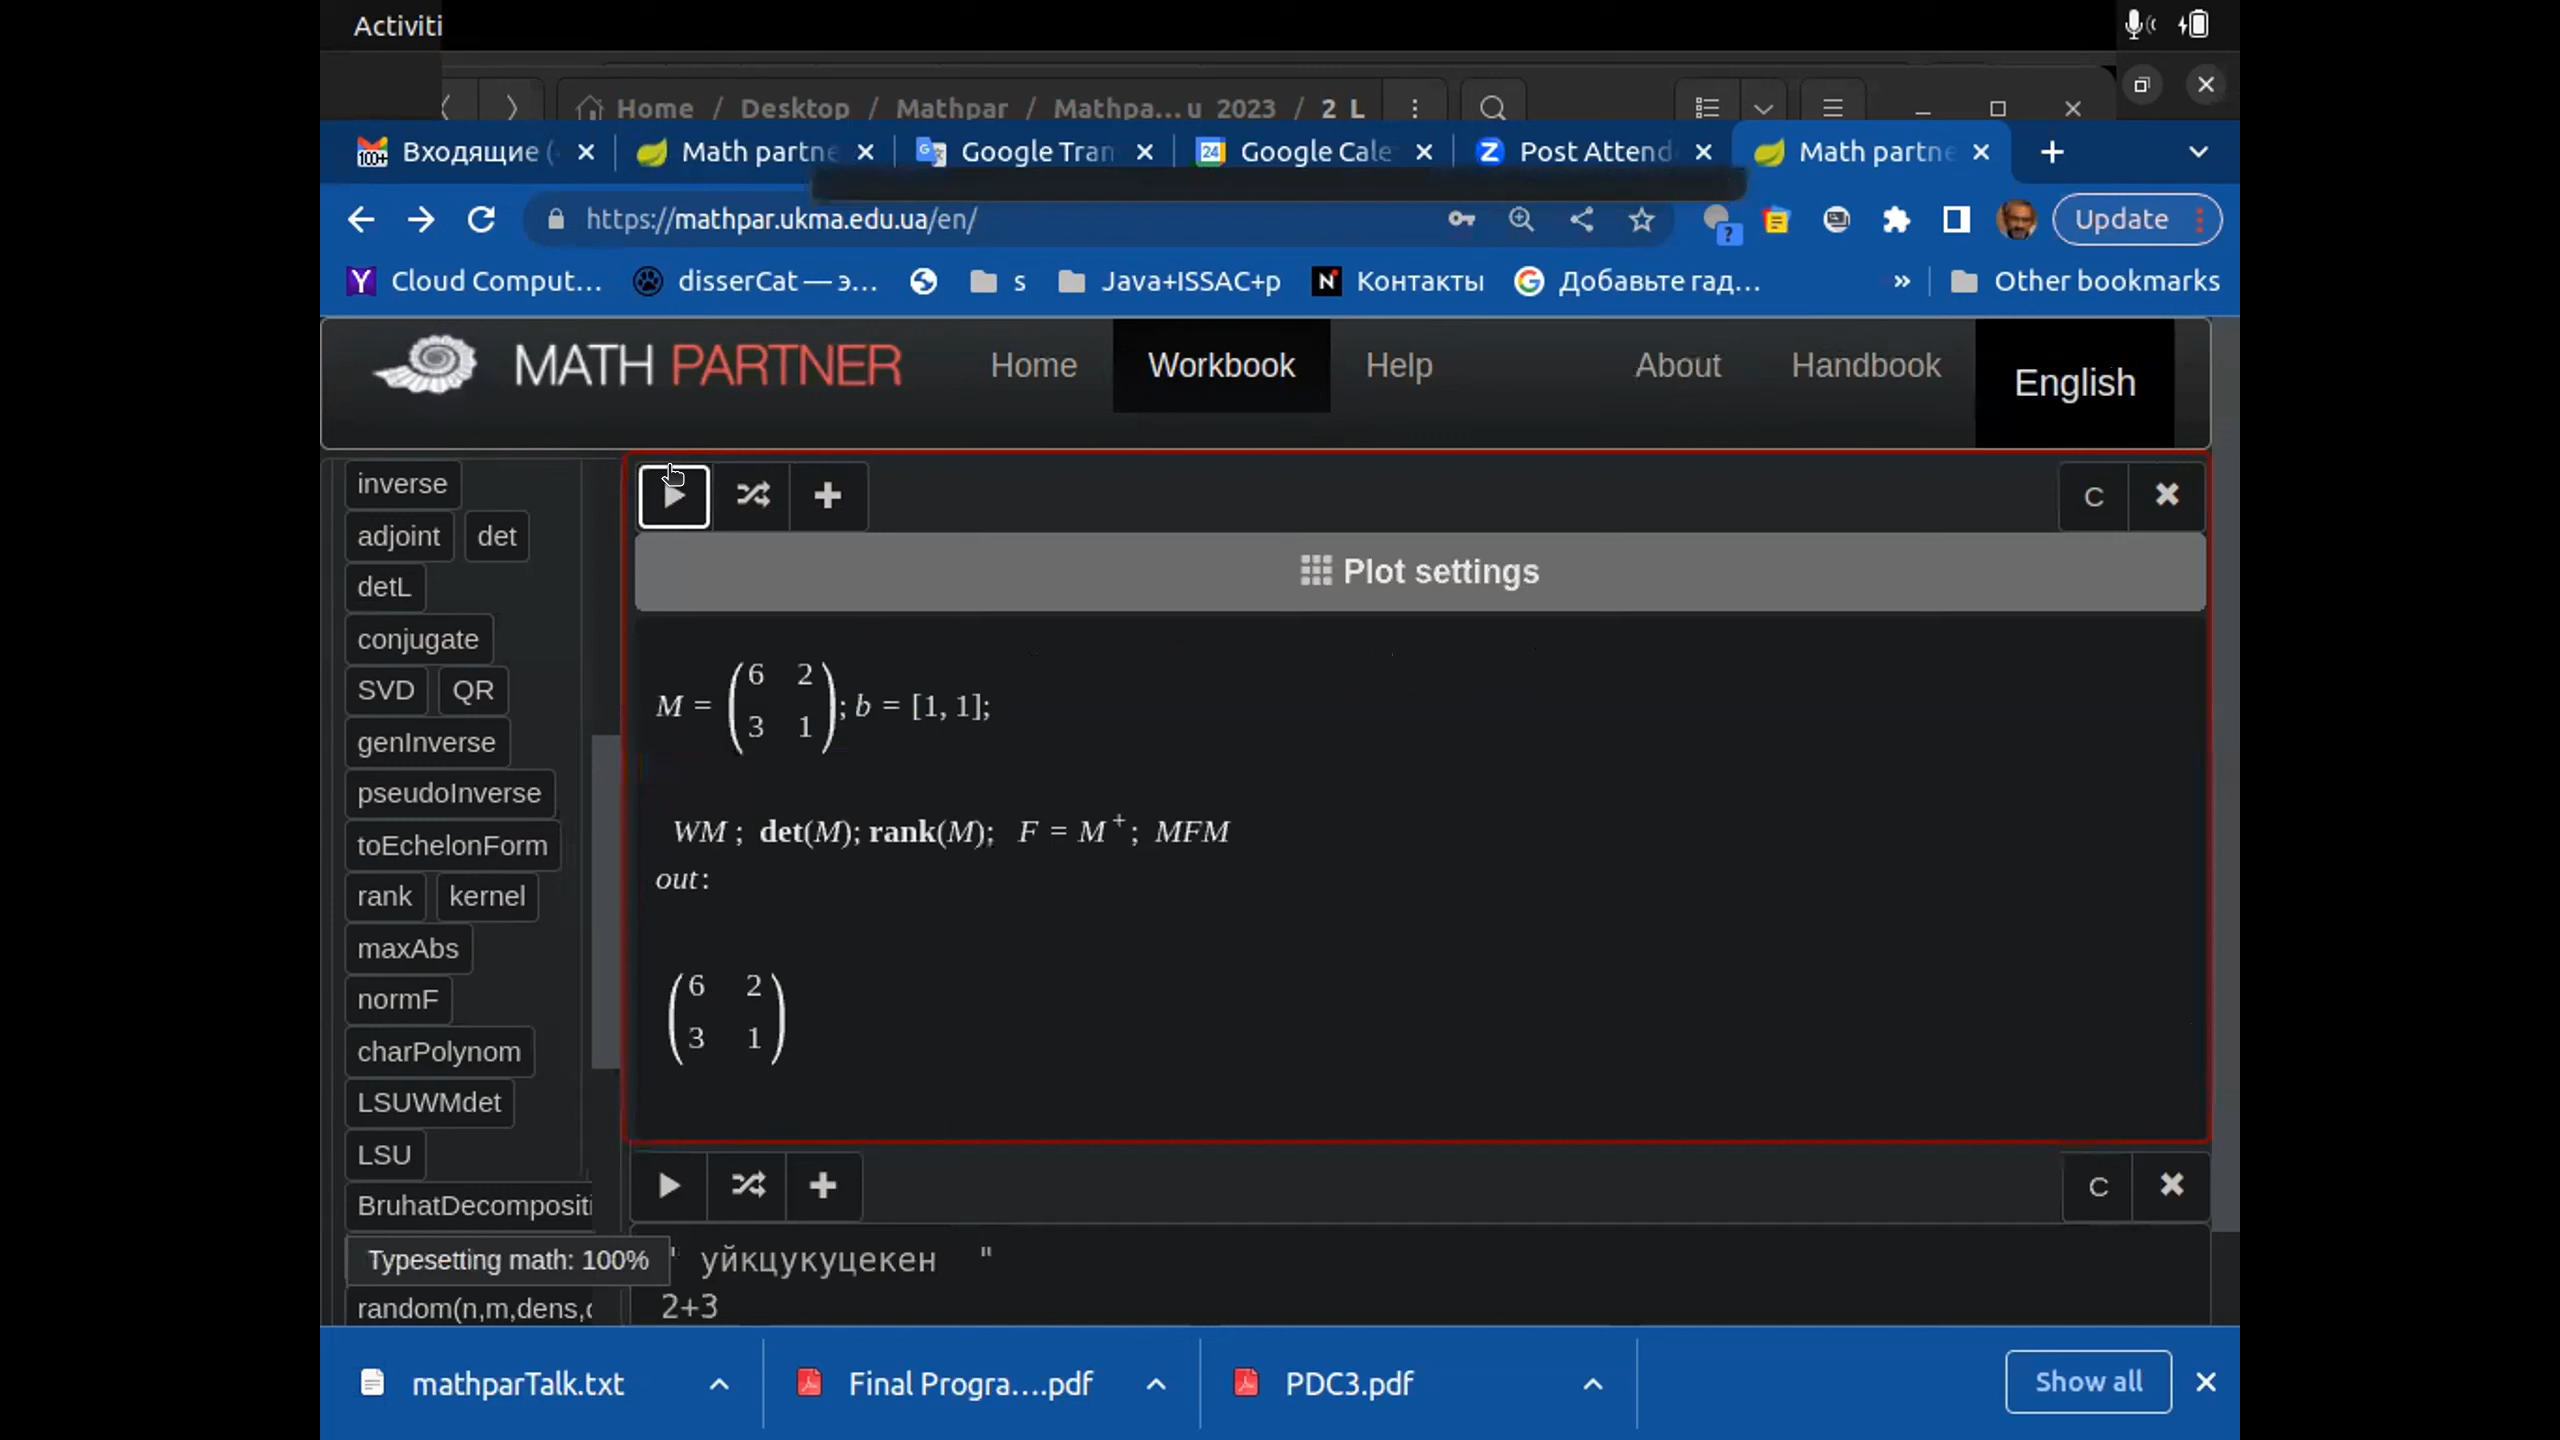 Activiti
Home / Desktop / Mathpar / Mathpa...u 2023 / 2 L
Входящие ( Math partne Google Tran Google Cale Post Attend Math partne
https://mathpar.ukma.edu.ua/en/ Update
Cloud Comput... disserCat — э... s Java+ISSAC+p Контакты Добавьте гад... » Other bookmarks
MATH PARTNER Home Workbook Help About Handbook English
inverse
adjoint det
detL
conjugate
SVD QR
genInverse
pseudoInverse
toEchelonForm
rank kernel
maxAbs
normF
charPolynom
LSUWMdet
LSU
BruhatDecompositi
Typesetting math: 100%
random(n,m,dens,
C
Plot settings
M = (6 2
3 1); b = [1, 1];
WM ; det(M); rank(M); F = M⁺; MFM
out:
(6 2
3 1)
C
" уйкцукуцекен "
2+3
mathparTalk.txt Final Progra....pdf PDC3.pdf Show all